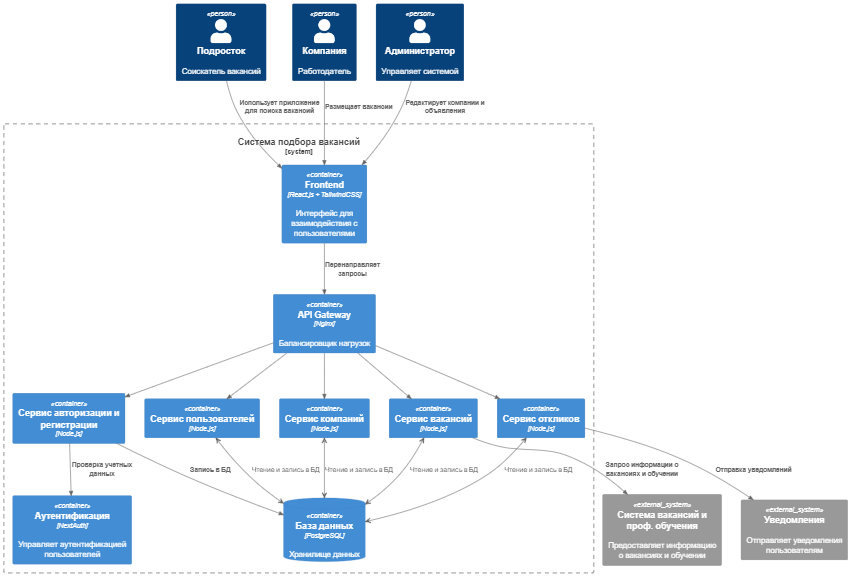 «person»
Подросток
Соискатель вакансий
«person»
Компания
Работодатель
«person»
Администратор
Управляет системой
Использует приложение
для поиска вакансий
Размещает вакансии
Редактирует компании и
объявления
Система подбора вакансий
[system]
«container»
Frontend
[React.js + TailwindCSS]
Интерфейс для
взаимодействия с
пользователями
Перенаправляет
запросы
«container»
API Gateway
[Nginx]
Балансировщик нагрузок
«container»
Сервис авторизации и
регистрации
[Node.js]
«container»
Сервис пользователей
[Node.js]
«container»
Сервис компаний
[Node.js]
«container»
Сервис вакансий
[Node.js]
«container»
Сервис откликов
[Node.js]
Проверка учетных
данных
Запись в БД
Чтение и запись в БД
Чтение и запись в БД
Чтение и запись в БД
Чтение и запись в БД
Запрос информации о
вакансиях и обучении
Отправка уведомлений
«container»
Аутентификация
[NextAuth]
Управляет аутентификацией
пользователей
«container»
База данных
[PostgreSQL]
Хранилище данных
«external_system»
Система вакансий и
проф. обучения
Предоставляет информацию
о вакансиях и обучении
«external_system»
Уведомления
Отправляет уведомления
пользователям